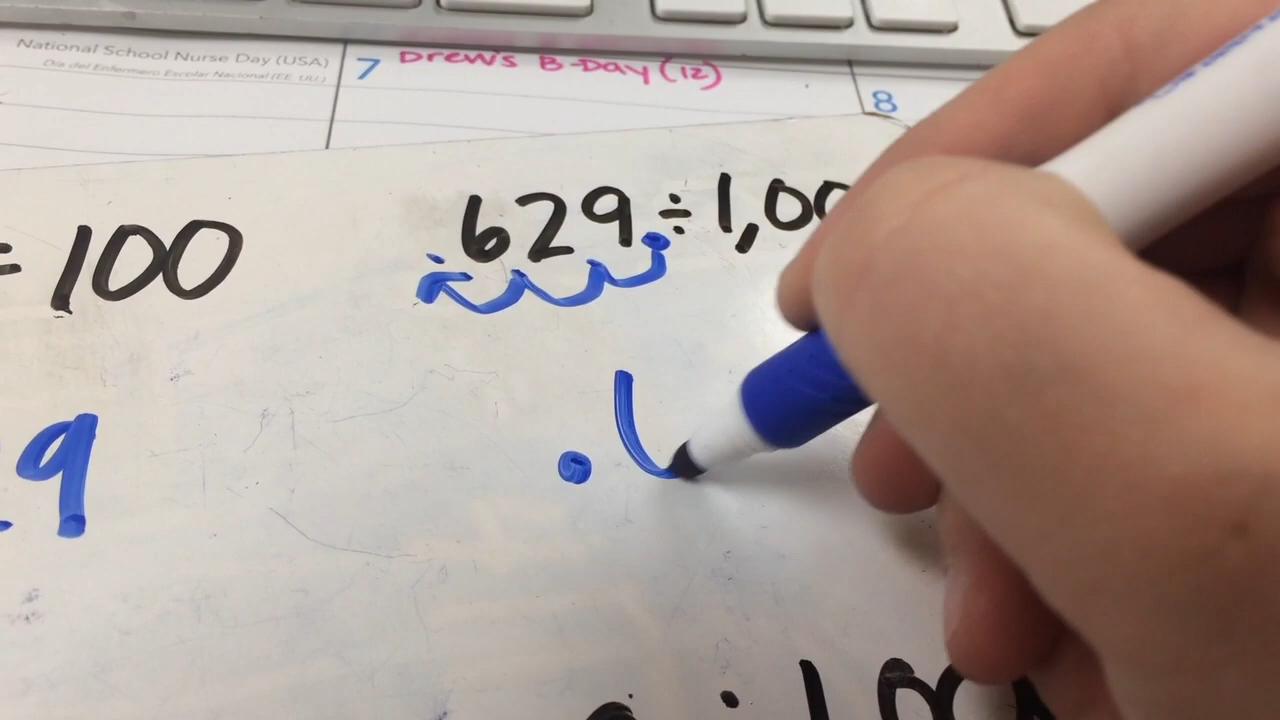 National School Nurse Day (USA)
Día del Enfermero Escolar Nacional (EE. UU.)
7 Drew's B-Day (12)
8
÷ 100
629 ÷ 1,00
9
.
100